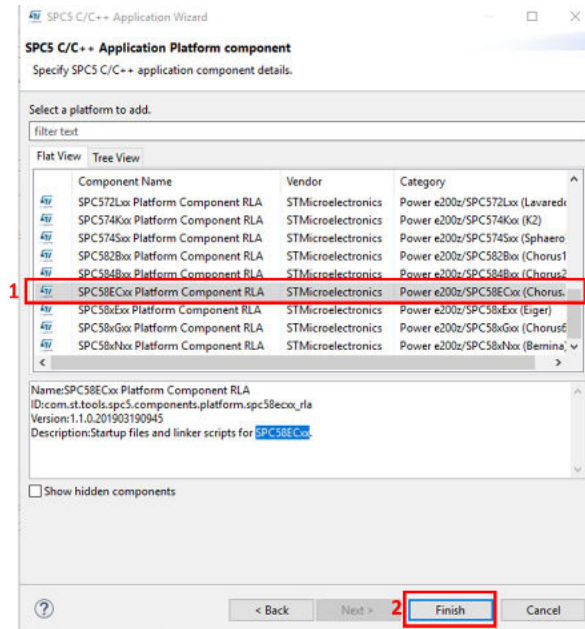 SPC5 C/C++ Application Wizard
SPC5 C/C++ Application Platform component
Specify SPC5 C/C++ application component details.
Select a platform to add.
filter text
Flat View Tree View
Component Name Vendor Category
SPC572Lxx Platform Component RLA STMicroelectronics Power e200z/SPC572Lxx (Lavaredo
SPC574Kxx Platform Component RLA STMicroelectronics Power e200z/SPC574Kxx (K2)
SPC574Sxx Platform Component RLA STMicroelectronics Power e200z/SPC574Sxx (Sphaero
SPC582Bxx Platform Component RLA STMicroelectronics Power e200z/SPC582Bxx (Chorus1
SPC584Bxx Platform Component RLA STMicroelectronics Power e200z/SPC584Bxx (Chorus2
1 SPC58ECxx Platform Component RLA STMicroelectronics Power e200z/SPC58ECxx (Chorus.
SPC58xExx Platform Component RLA STMicroelectronics Power e200z/SPC58xExx (Eiger)
SPC58xGxx Platform Component RLA STMicroelectronics Power e200z/SPC58xGxx (Chorus6
SPC58xNxx Platform Component RLA STMicroelectronics Power e200z/SPC58xNxx (Bernina)
Name:SPC58ECxx Platform Component RLA
ID:com.st.tools.spc5.components.platform.spc58ecxx_rla
Version:1.1.0.201903190945
Description:Startup files and linker scripts for SPC58ECxx.
Show hidden components
? < Back Next > 2 Finish Cancel